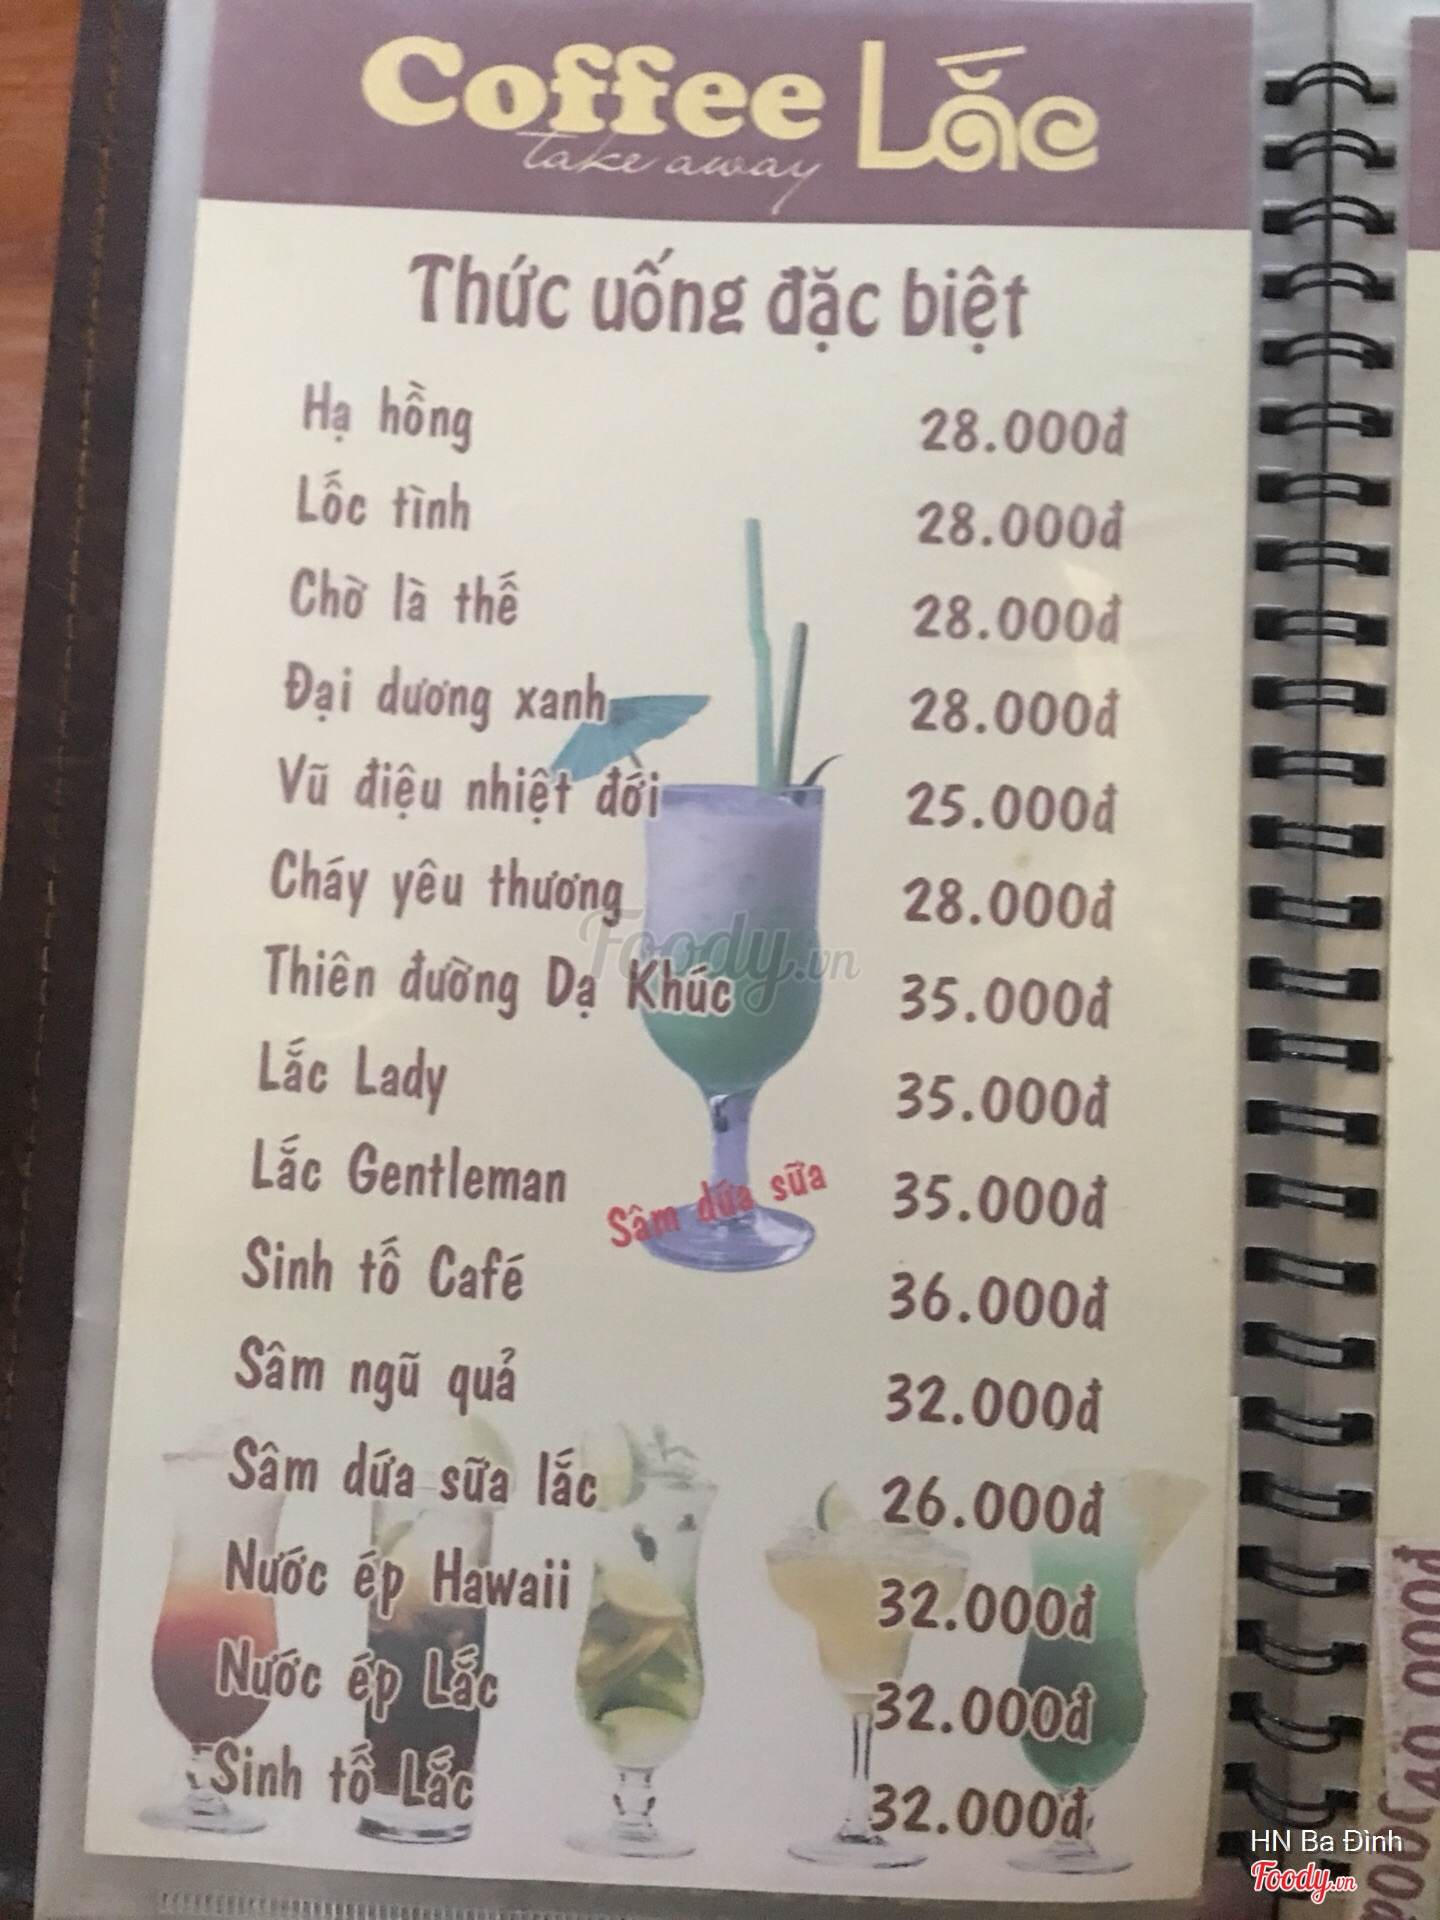 Coffee Lắc
take away
Thức uống đặc biệt
Hạ hồng 28.000đ
Lốc tình 28.000đ
Chờ là thế 28.000đ
Đại dương xanh 28.000đ
Vũ điệu nhiệt đới 25.000đ
Cháy yêu thương 28.000đ
Foody.vn
Thiên đường Dạ Khúc 35.000đ
Lắc Lady 35.000đ
Lắc Gentleman 35.000đ
Sâm dứa sữa
Sinh tố Café 36.000đ
Sâm ngũ quả 32.000đ
Sâm dứa sữa lắc 26.000đ
Nước ép Hawaii 32.000đ
Nước ép Lắc 32.000đ
Sinh tố Lắc 32.000đ
HN Ba Đình
Foody.vn